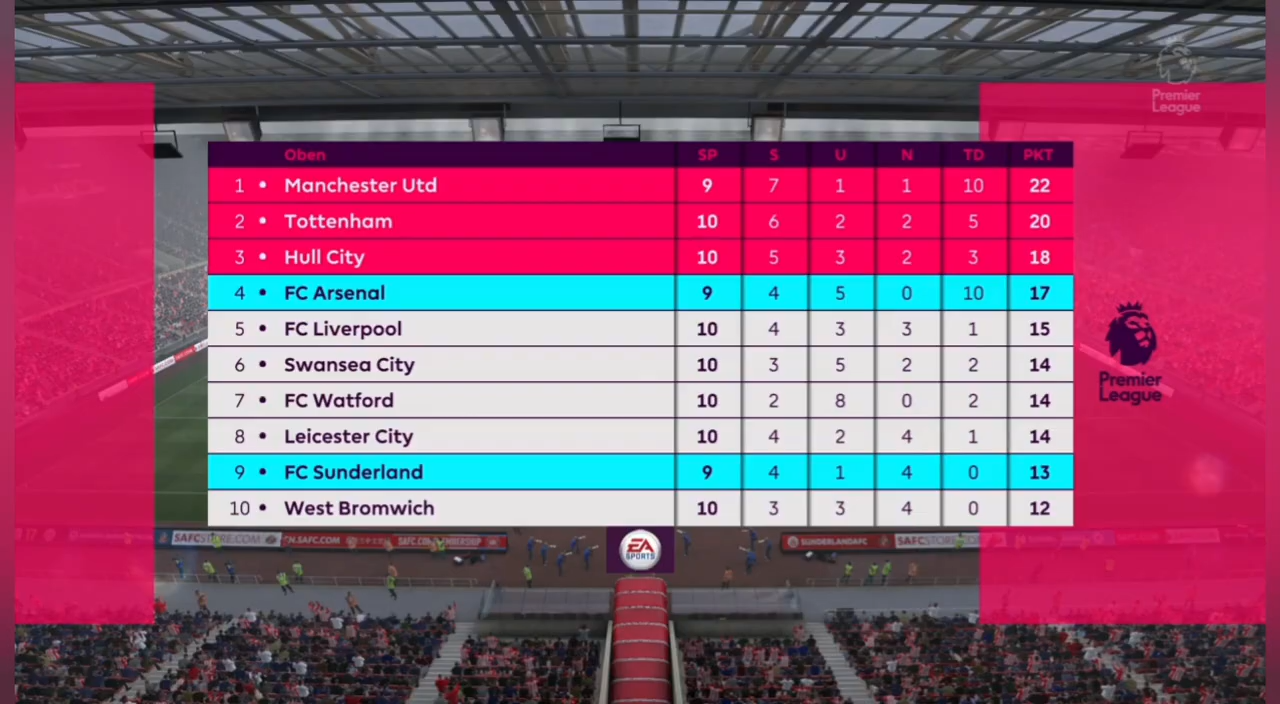 Premier
League
Oben SP S U N TD PKT
1 • Manchester Utd 9 7 1 1 10 22
2 • Tottenham 10 6 2 2 5 20
3 • Hull City 10 5 3 2 3 18
4 • FC Arsenal 9 4 5 0 10 17
5 • FC Liverpool 10 4 3 3 1 15
6 • Swansea City 10 3 5 2 2 14
7 • FC Watford 10 2 8 0 2 14
8 • Leicester City 10 4 2 4 1 14
9 • FC Sunderland 9 4 1 4 0 13
10 • West Bromwich 10 3 3 4 0 12
Premier
League
SAFCSTORE.COM SAFC.COM/MEMBERSHIP SUNDERLANDAFC
EA
SPORTS